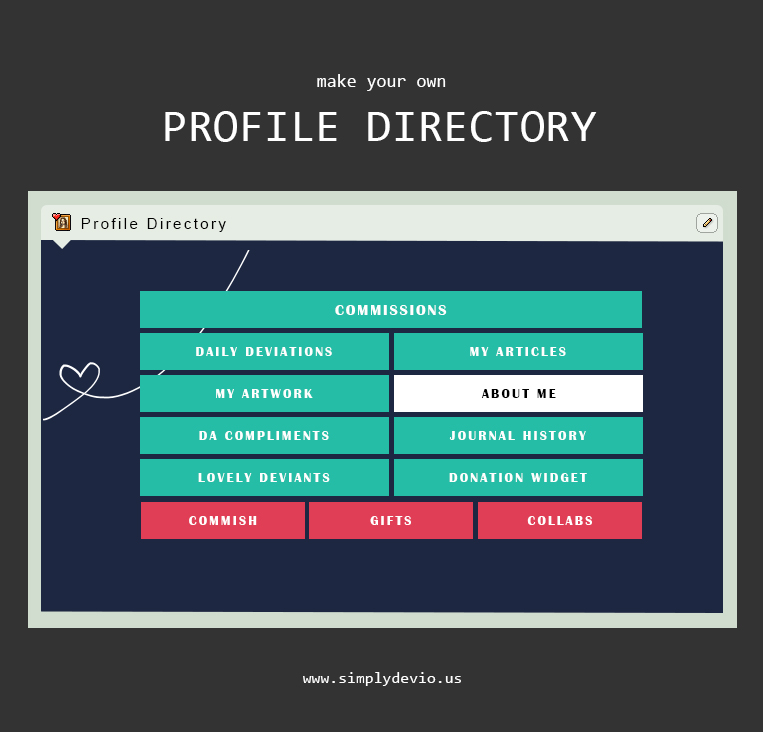 make your own
PROFILE DIRECTORY
Profile Directory
COMMISSIONS
DAILY DEVIATIONS
MY ARTICLES
MY ARTWORK
ABOUT ME
DA COMPLIMENTS
JOURNAL HISTORY
LOVELY DEVIANTS
DONATION WIDGET
COMMISH
GIFTS
COLLABS
www.simplydevio.us